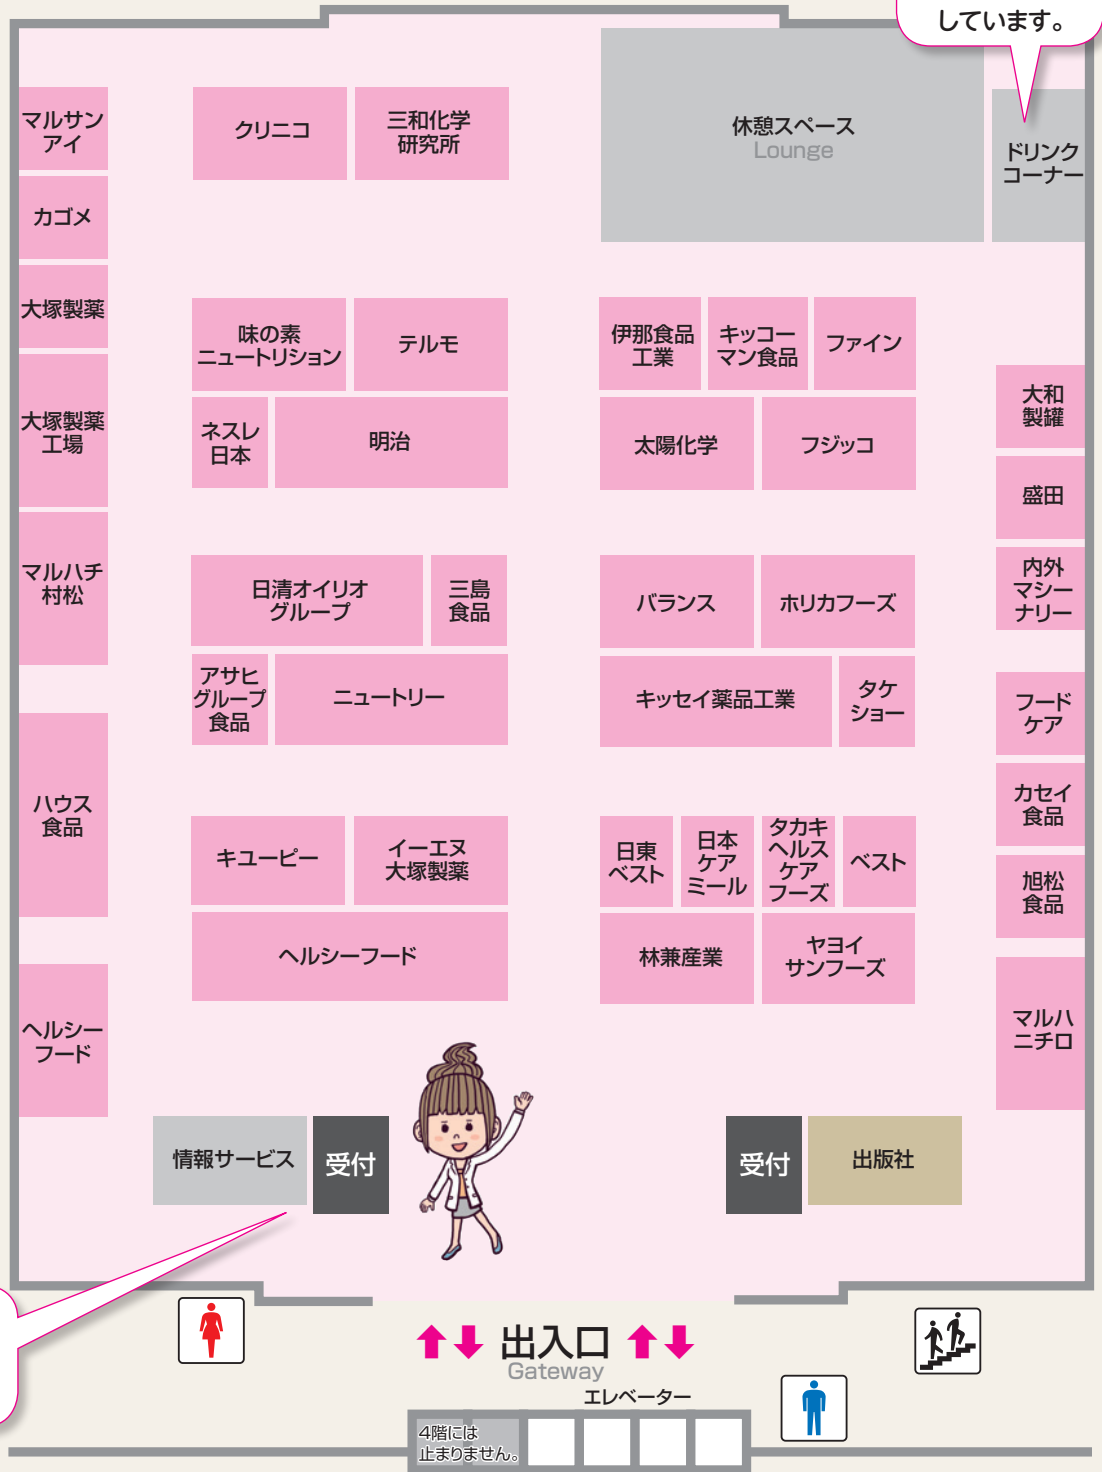 しています。
マルサン
アイ
クリニコ
三和化学
研究所
休憩スペース
Lounge
ドリンク
コーナー
カゴメ
大塚製薬
味の素
ニュートリション
テルモ
伊那食品
工業
キッコー
マン食品
ファイン
大塚製薬
工場
ネスレ
日本
明治
太陽化学
フジッコ
大和
製罐
盛田
マルハチ
村松
日清オイリオ
グループ
三島
食品
バランス
ホリカフーズ
内外
マシー
ナリー
アサヒ
グループ
食品
ニュートリー
キッセイ薬品工業
タケ
ショー
フード
ケア
ハウス
食品
キユーピー
イーエヌ
大塚製薬
日東
ベスト
日本
ケア
ミール
タカキ
ヘルス
ケア
フーズ
ベスト
カセイ
食品
旭松
食品
ヘルシーフード
林兼産業
ヤヨイ
サンフーズ
ヘルシー
フード
マルハ
ニチロ
情報サービス
受付
受付
出版社
出入口
Gateway
エレベーター
4階には
止まりません。